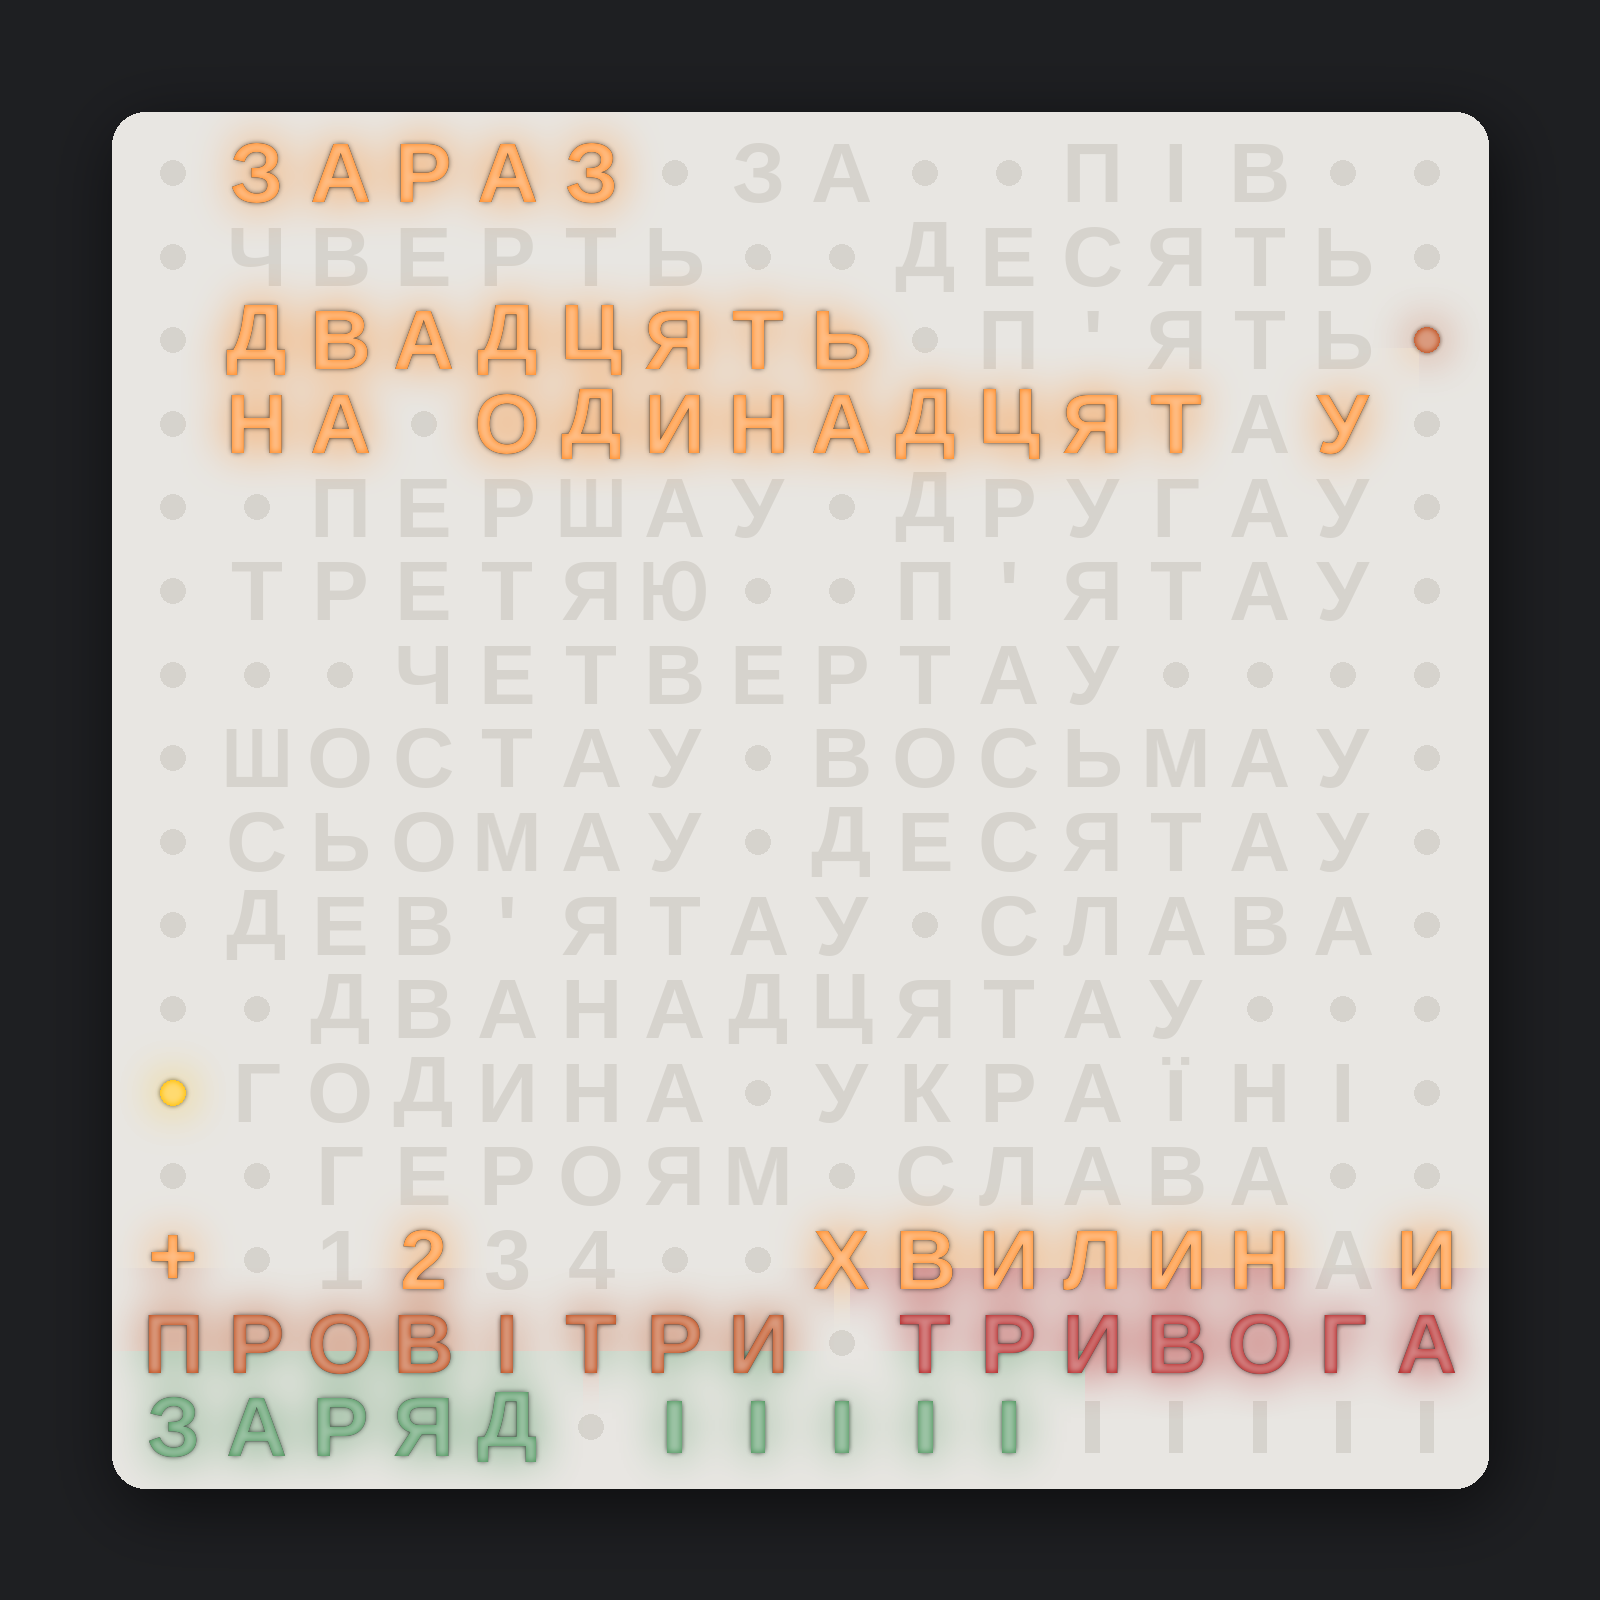 • ЗАРАЗ • ЗА • • ПІВ • •
• ЧВЕРТЬ • • ДЕСЯТЬ •
• ДВАДЦЯТЬ • П'ЯТЬ •
• НА • ОДИНАДЦЯТАУ •
• • ПЕРШАУ • ДРУГАУ •
• ТРЕТЯЮ • • П'ЯТАУ •
• • • ЧЕТВЕРТАУ • • • •
• ШОСТАУ • ВОСЬМАУ •
• СЬОМАУ • ДЕСЯТАУ •
• ДЕВ'ЯТАУ • СЛАВА •
• • ДВАНАДЦЯТАУ • • •
• ГОДИНА • УКРАЇНІ •
• • ГЕРОЯМ • СЛАВА • •
+ • 1234 • • ХВИЛИНАИ
ПРОВІТРИ • ТРИВОГА
ЗАРЯД • ІІІІІІІІІІ